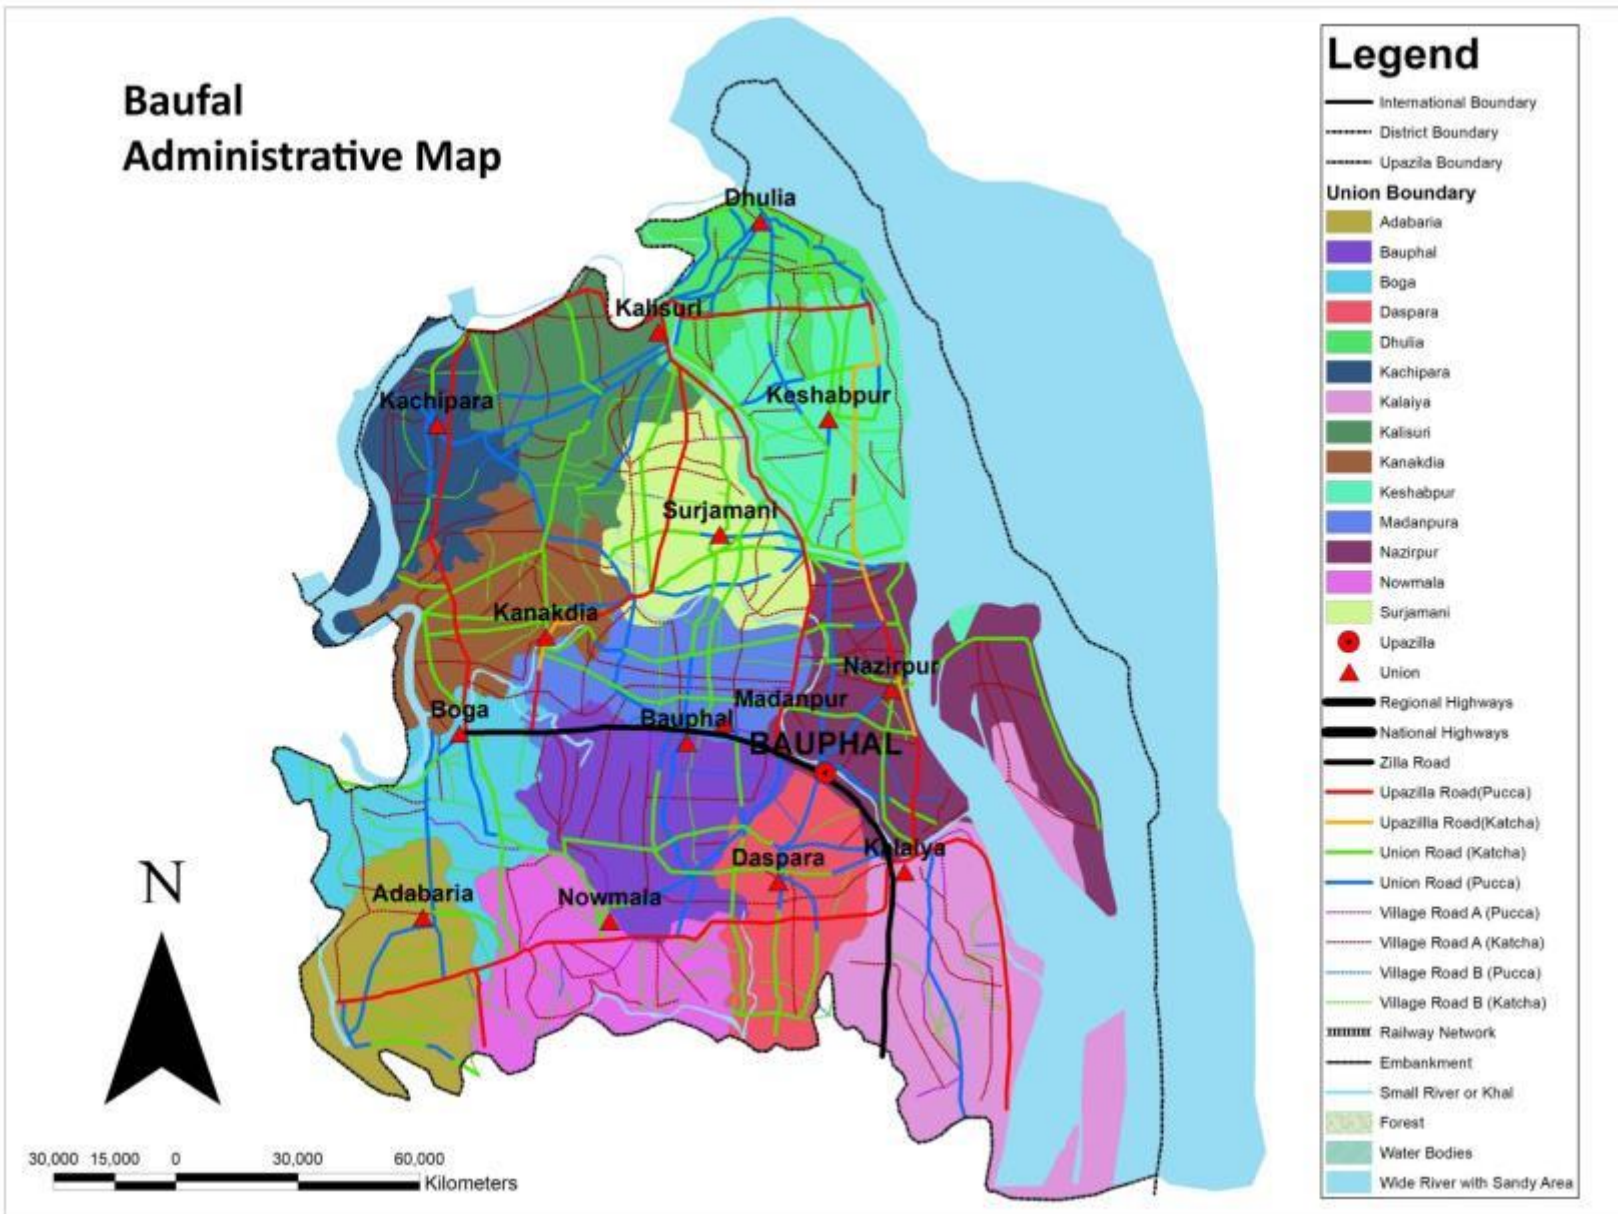 Baufal
Administrative Map
Dhulia
Kalisuri
Kachipara
Keshabpur
Surjamani
Kanakdia
Nazirpur
Madanpur
Boga
Bauphal
BAUPHAL
Daspara
Kalaiya
Adabaria
Nowmala
N
30,000 15,000 0 30,000 60,000
Kilometers
Legend
International Boundary
District Boundary
Upazila Boundary
Union Boundary
Adabaria
Bauphal
Boga
Daspara
Dhulia
Kachipara
Kalaiya
Kalisuri
Kanakdia
Keshabpur
Madanpura
Nazirpur
Nowmala
Surjamani
Upazilla
Union
Regional Highways
National Highways
Zilla Road
Upazilla Road(Pucca)
Upazillla Road(Katcha)
Union Road (Katcha)
Union Road (Pucca)
Village Road A (Pucca)
Village Road A (Katcha)
Village Road B (Pucca)
Village Road B (Katcha)
Railway Network
Embankment
Small River or Khal
Forest
Water Bodies
Wide River with Sandy Area